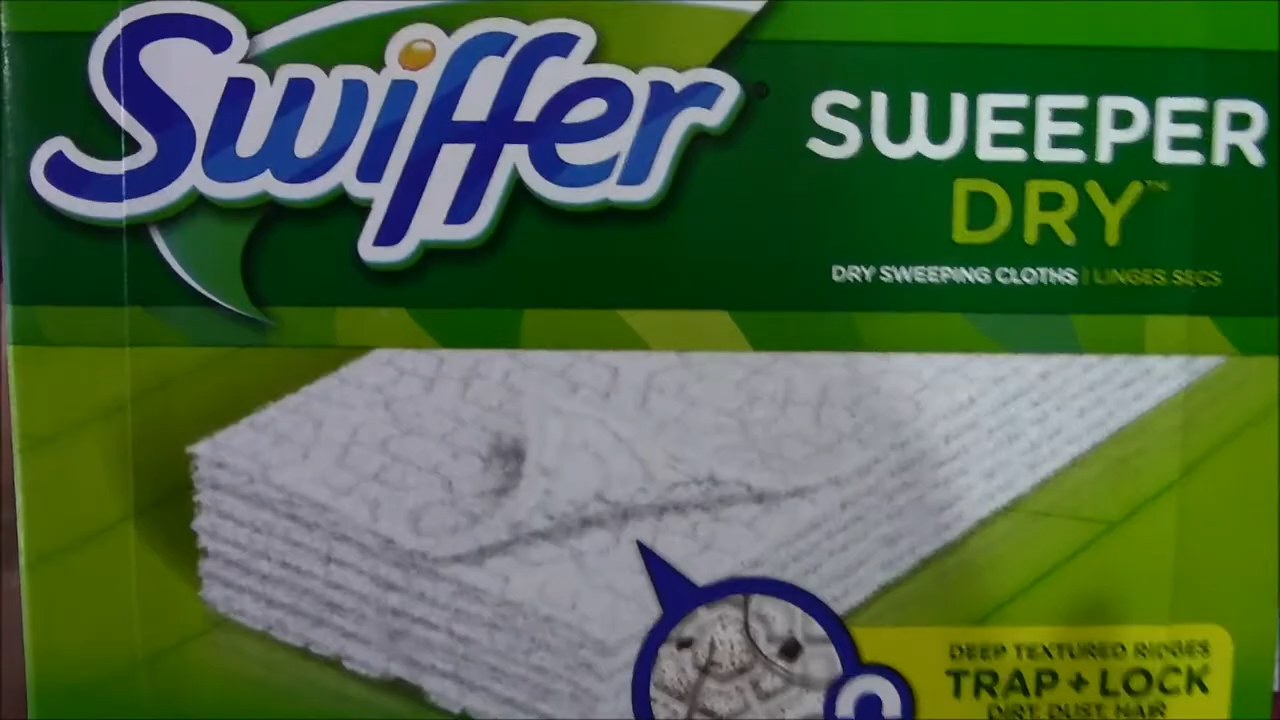 Swiffer
SWEEPER
DRY™
DRY SWEEPING CLOTHS | LINGES SECS
DEEP TEXTURED RIDGES
TRAP + LOCK
DIRT, DUST, HAIR